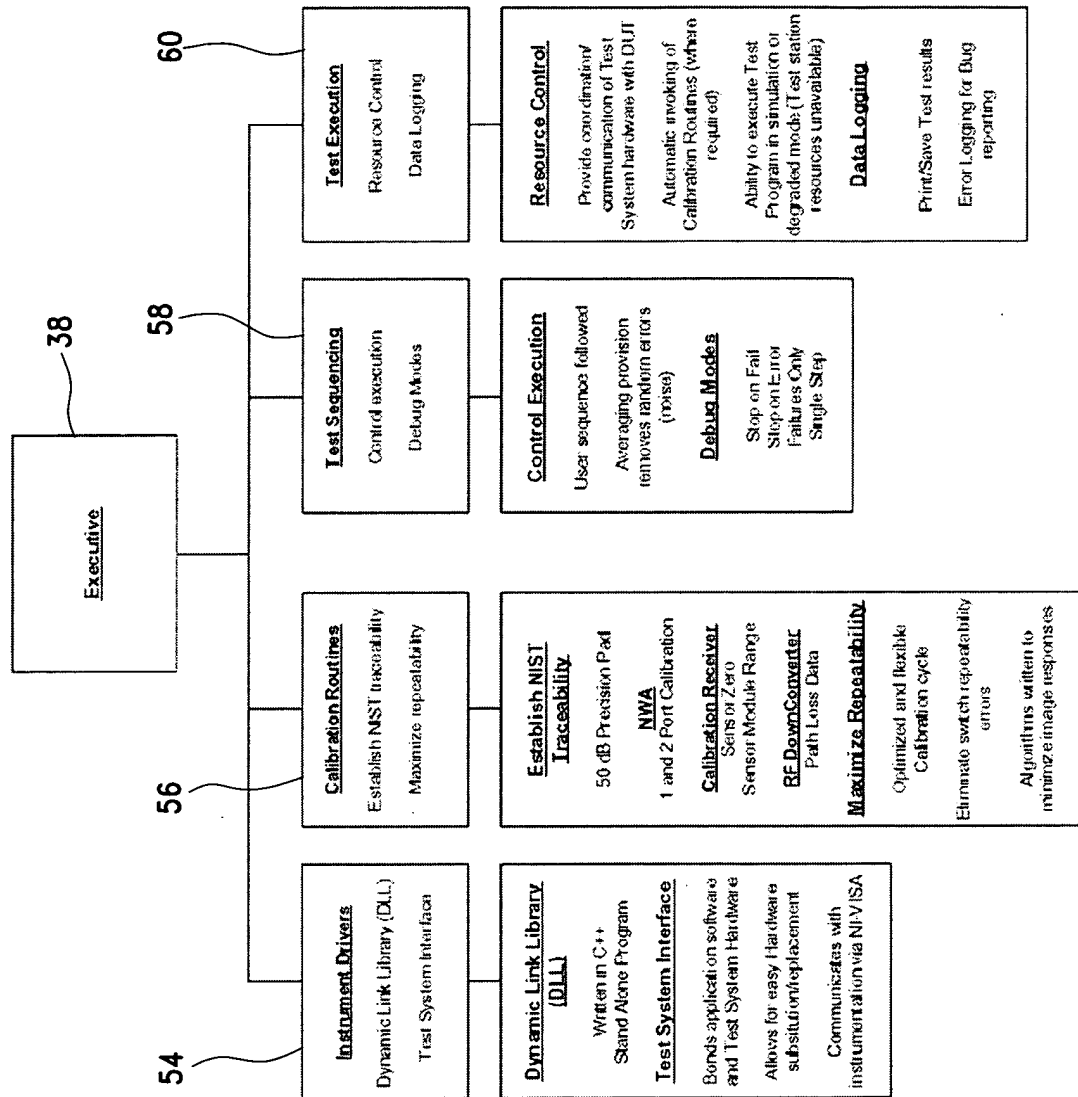 38
Executive
54
Instrument Drivers
Dynamic Link Library (DLL)
Test System Interface
Dynamic Link Library
(DLL)
Written in C++
Stand Alone Program
Test System Interface
Bonds application software
and Test System Hardware
Allows for easy Hardware
substitution/replacement
Communicates with
instrumentation via NI-VISA
56
Calibration Routines
Establish NIST traceability
Maximize repeatability
Establish NIST
Traceability
50 dB Precision Pad
NWA
1 and 2 Port Calibration
Calibration Receiver
Sensor Zero
Sensor Module Range
RF DownConverter
Path Loss Data
Maximize Repeatability
Optimized and flexible
Calibration cycle
Eliminate switch repeatability
errors
Algorithms written to
minimize image responses
58
Test Sequencing
Control execution
Debug Modes
Control Execution
User sequence followed
Averaging provision
removes random errors
(noise)
Debug Modes
Stop on Fail
Stop on Error
Failures Only
Single Step
60
Test Execution
Resource Control
Data Logging
Resource Control
Provide coordination/
communication of Test
System hardware with DUT
Automatic invoking of
Calibration Routines (where
required)
Ability to execute Test
Program in simulation or
degraded mode (Test station
resources unavailable)
Data Logging
Print/Save Test results
Error Logging for Bug
reporting